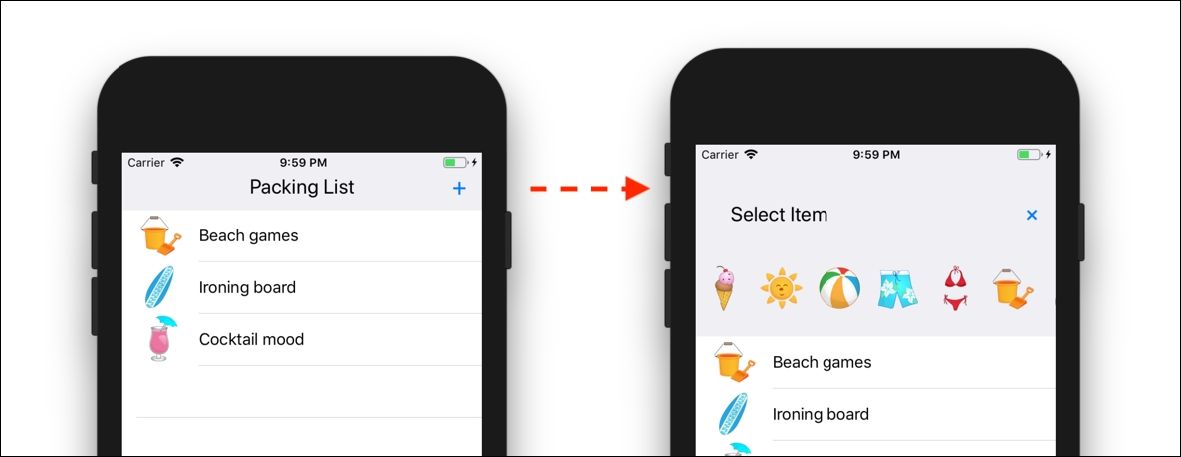 Carrier 9:59 PM
Packing List +
Beach games
Ironing board
Cocktail mood
Carrier 9:59 PM
Select Item ×
Beach games
Ironing board